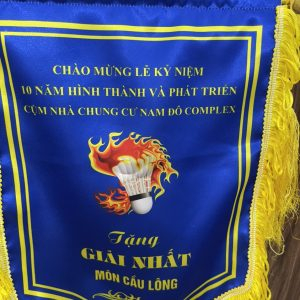 CHÀO MỪNG LỄ KỶ NIỆM
10 NĂM HÌNH THÀNH VÀ PHÁT TRIỂN
CỤM NHÀ CHUNG CƯ NAM ĐÔ COMPLEX
Tặng
GIẢI NHẤT
MÔN CẦU LÔNG